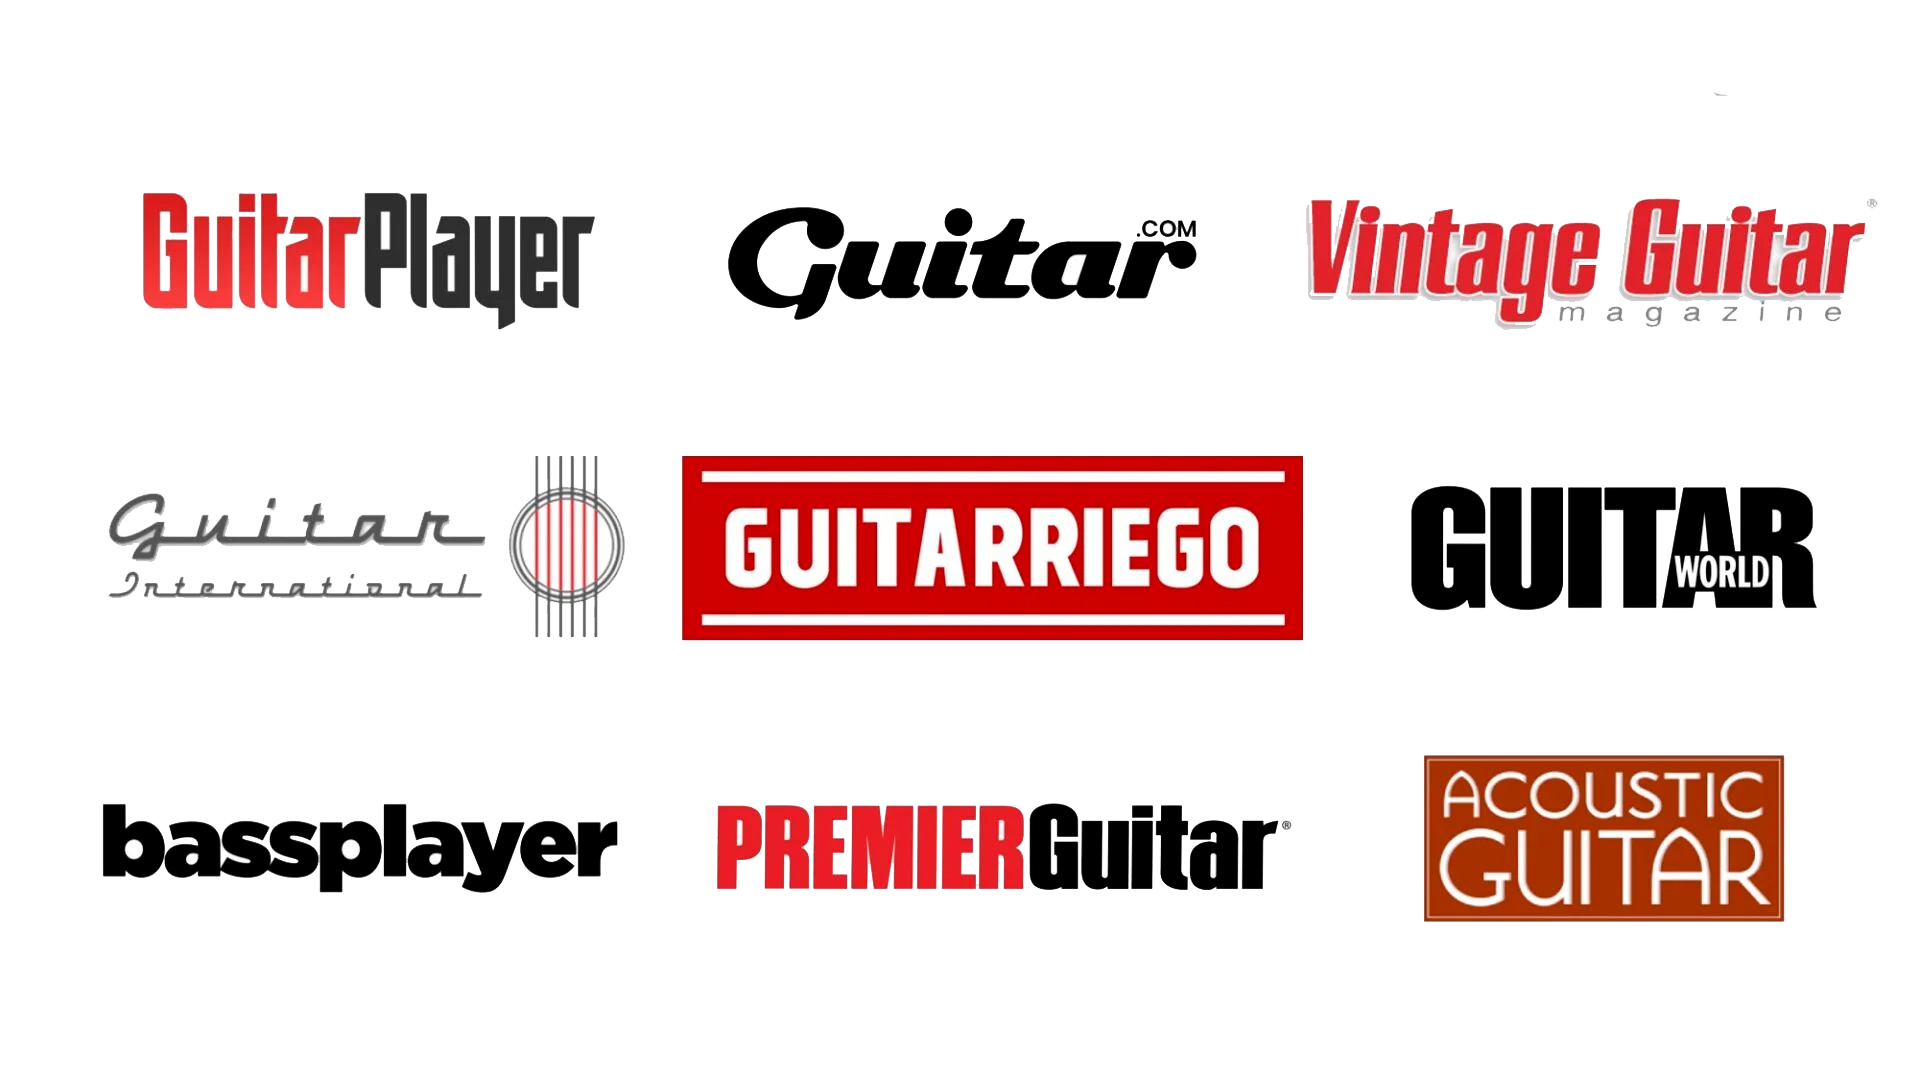 GuitarPlayer
Guitar.COM
Vintage Guitar®
magazine
Guitar
International
GUITARRIEGO
GUITAR
WORLD
bassplayer
PREMIERGuitar®
ACOUSTIC
GUITAR